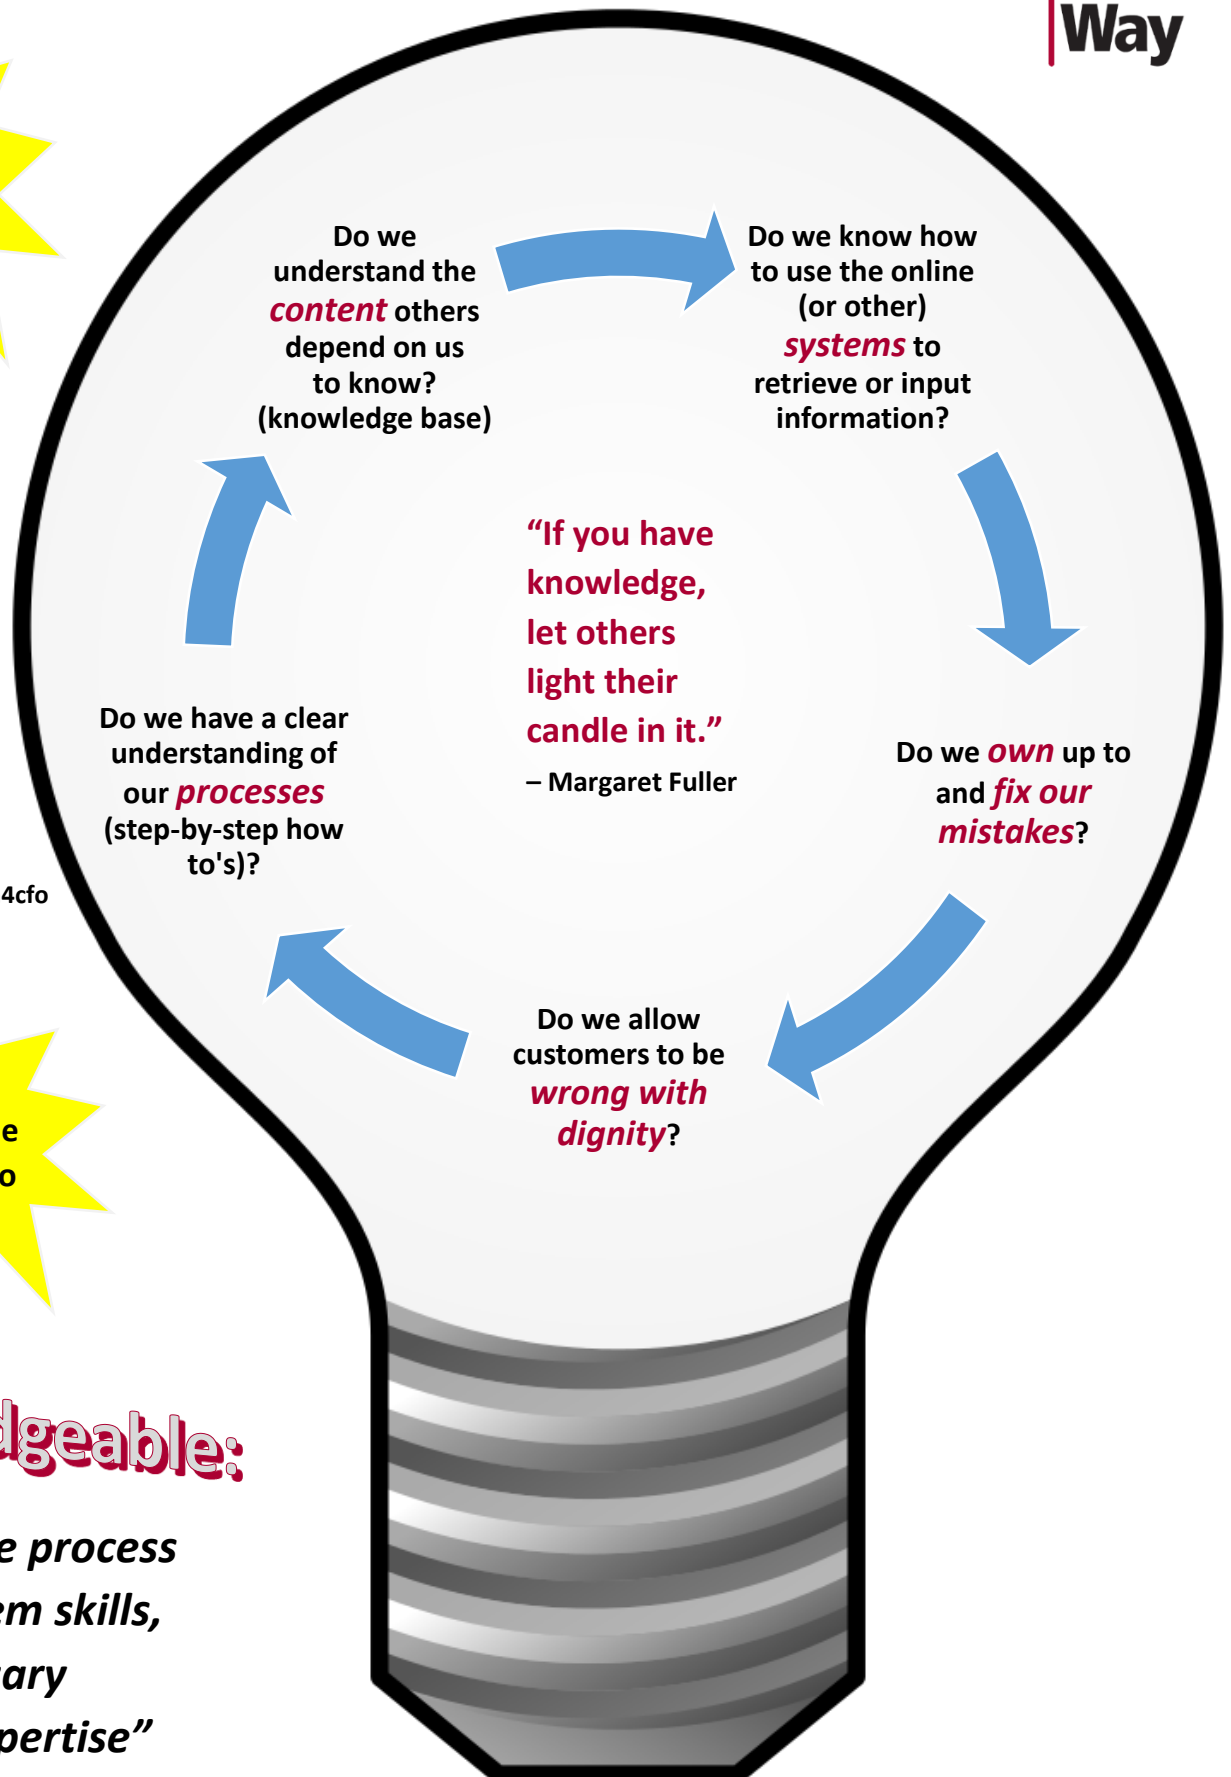 Way
Do we
understand the
content others
depend on us
to know?
(knowledge base)
Do we know how
to use the online
(or other)
systems to
retrieve or input
information?
“If you have
knowledge,
let others
light their
candle in it.”
– Margaret Fuller
Do we own up to
and fix our
mistakes?
Do we allow
customers to be
wrong with
dignity?
Do we have a clear
understanding of
our processes
(step-by-step how
to's)?
4cfo
e
o
dgeable:
e process
em skills,
ary
pertise”